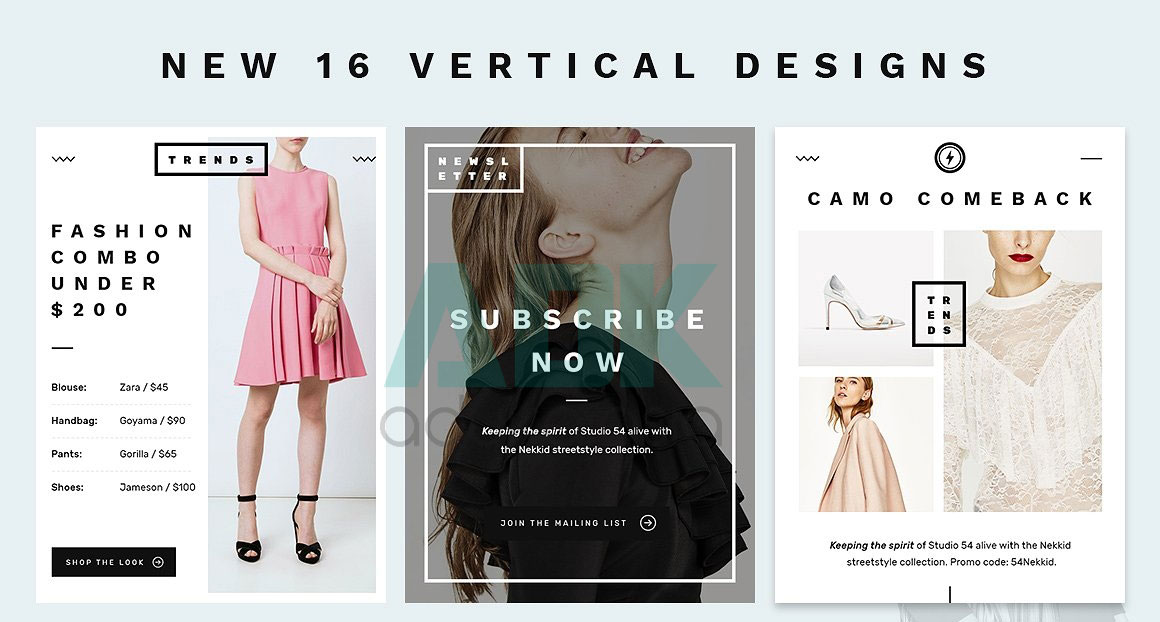 NEW 16 VERTICAL DESIGNS
TRENDS
FASHION
COMBO
UNDER
$200
Blouse: Zara / $45
Handbag: Goyama / $90
Pants: Gorilla / $65
Shoes: Jameson / $100
SHOP THE LOOK
NEWSL
ETTER
ADK
SUBSCRIBE
NOW
Keeping the spirit of Studio 54 alive with
the Nekkid streetstyle collection.
JOIN THE MAILING LIST
CAMO COMEBACK
TR
EN
DS
Keeping the spirit of Studio 54 alive with the Nekkid
streetstyle collection. Promo code: 54Nekkid.